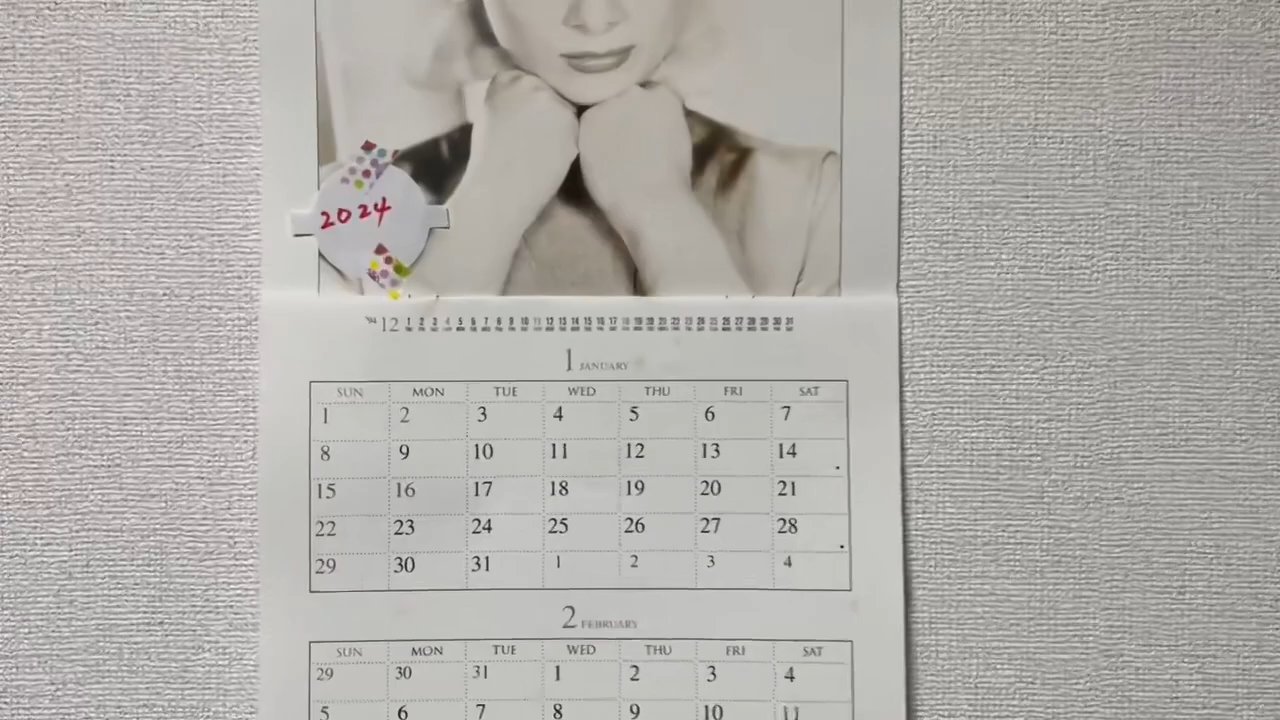 2024
'94 12 1 2 3 4 5 6 7 8 9 10 11 12 13 14 15 16 17 18 19 20 21 22 23 24 25 26 27 28 29 30 31
1 JANUARY
SUN MON TUE WED THU FRI SAT
1 2 3 4 5 6 7
8 9 10 11 12 13 14
15 16 17 18 19 20 21
22 23 24 25 26 27 28
29 30 31 1 2 3 4
2 FEBRUARY
SUN MON TUE WED THU FRI SAT
29 30 31 1 2 3 4
5 6 7 8 9 10 11